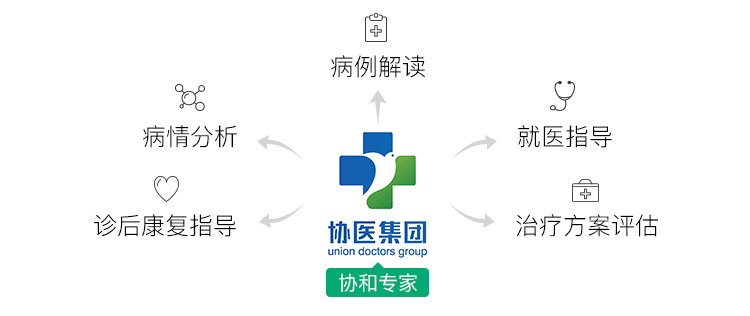 病例解读
病情分析
就医指导
诊后康复指导
治疗方案评估
协医集团
union doctors group
协和专家